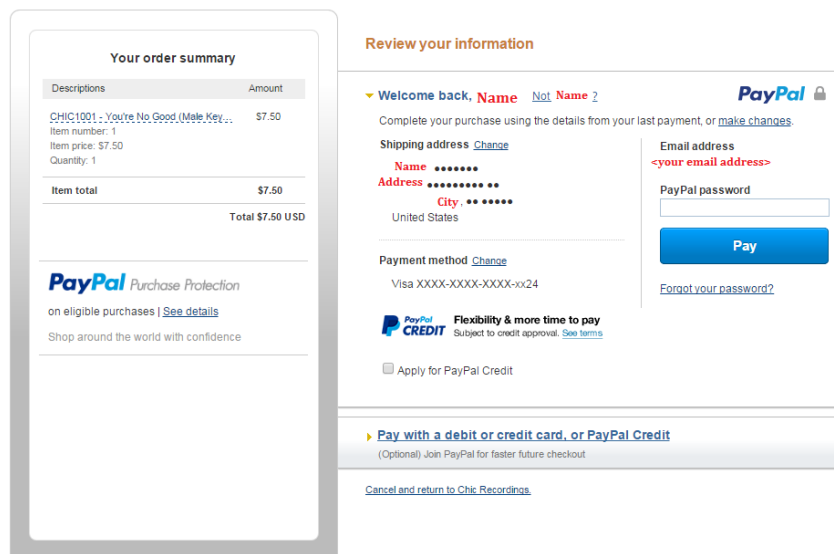 Your order summary
Descriptions Amount
CHIC1001 - You're No Good (Male Key... $7.50
Item number: 1
Item price: $7.50
Quantity: 1
Item total $7.50
Total $7.50 USD
PayPal Purchase Protection
on eligible purchases | See details
Shop around the world with confidence
Review your information
Welcome back, Name Not Name ?
PayPal
Complete your purchase using the details from your last payment, or make changes.
Shipping address Change
Name ●●●●●●●
Address ●●●●●●●●● ●●
City, ●● ●●●●●
United States
Payment method Change
Visa XXXX-XXXX-XXXX-xx24
PayPal CREDIT
Flexibility & more time to pay
Subject to credit approval. See terms
Apply for PayPal Credit
Email address
<your email address>
PayPal password
Pay
Forgot your password?
Pay with a debit or credit card, or PayPal Credit
(Optional) Join PayPal for faster future checkout
Cancel and return to Chic Recordings.